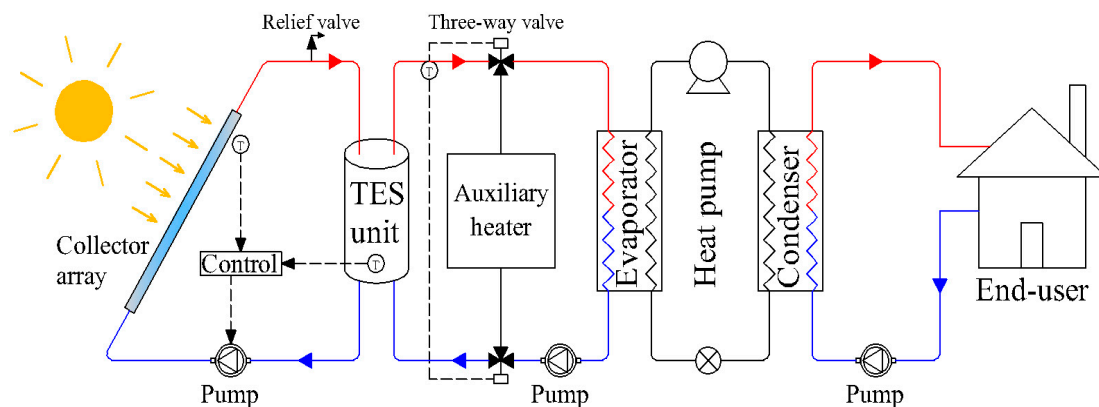 Relief valve
Three-way valve
T
T
TES
unit
Auxiliary
heater
Evaporator
Heat pump
Condenser
Collector
array
Control
T
End-user
Pump
Pump
Pump